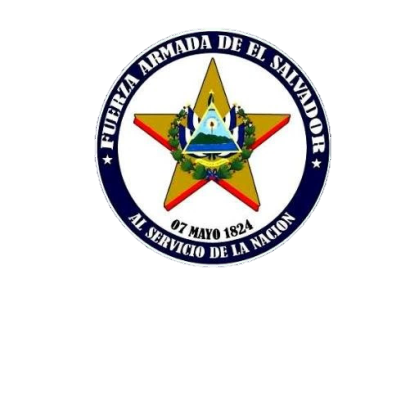 FUERZA ARMADA DE EL SALVADOR
07 MAYO 1824
AL SERVICIO DE LA NACION